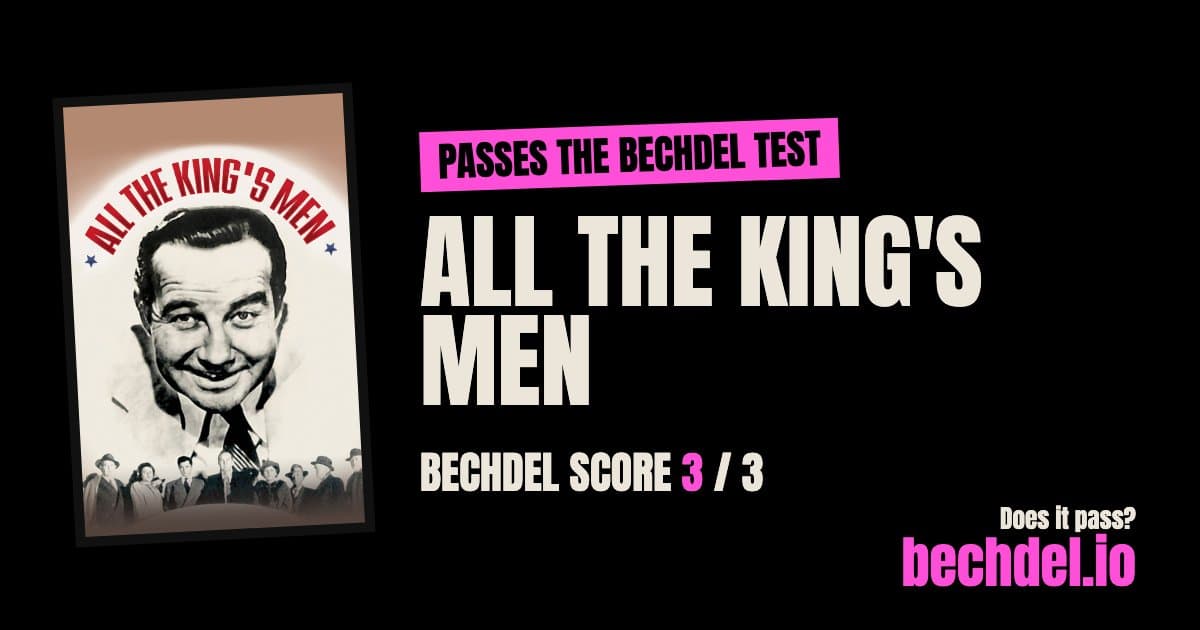 ALL THE KING'S MEN
PASSES THE BECHDEL TEST
ALL THE KING'S
MEN
BECHDEL SCORE 3 / 3
Does it pass?
bechdel.io